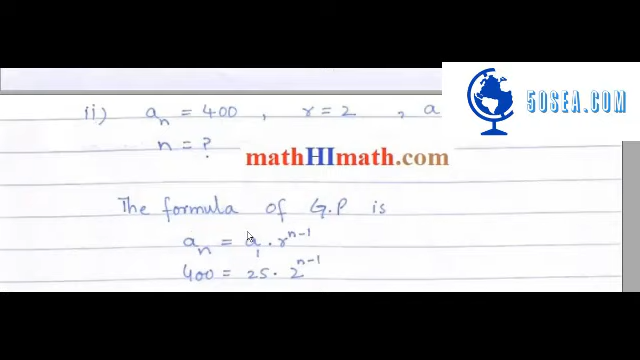 (ii) aₙ = 400 , r = 2 , a
50SEA.COM
n = ?
mathHImath.com
The formula of G.P is
aₙ = a₁ . rⁿ⁻¹
400 = 25 . 2ⁿ⁻¹